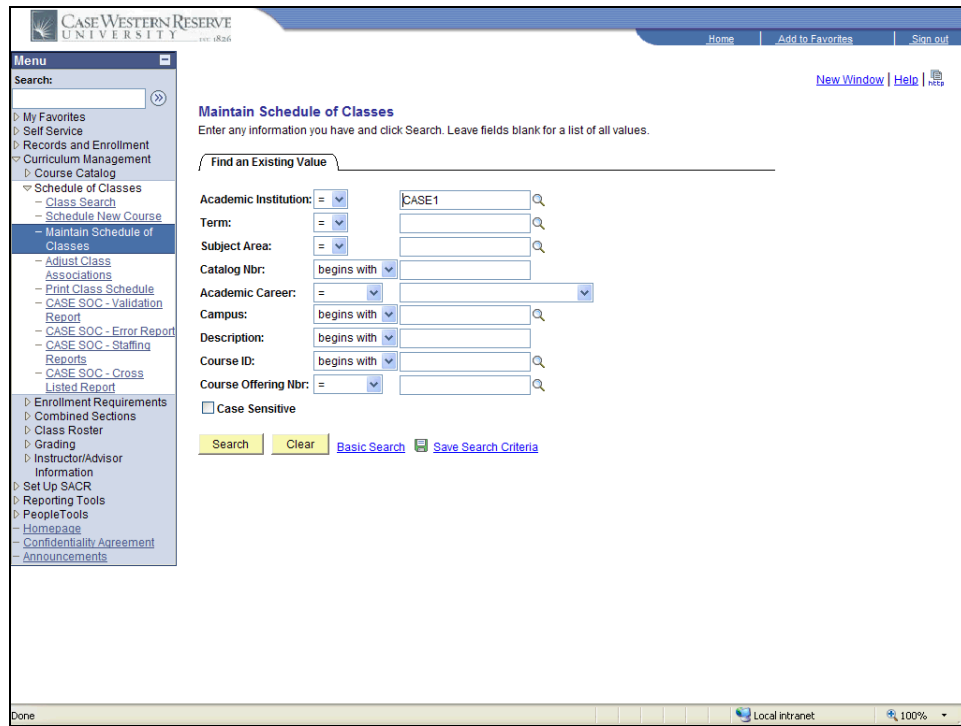 CASE WESTERN RESERVE
UNIVERSITY EST. 1826
Home Add to Favorites Sign out
Menu
Search:
New Window Help http
My Favorites
Self Service
Records and Enrollment
Curriculum Management
Course Catalog
Schedule of Classes
Class Search
Schedule New Course
Maintain Schedule of
Classes
Adjust Class
Associations
Print Class Schedule
CASE SOC - Validation
Report
CASE SOC - Error Report
CASE SOC - Staffing
Reports
CASE SOC - Cross
Listed Report
Enrollment Requirements
Combined Sections
Class Roster
Grading
Instructor/Advisor
Information
Set Up SACR
Reporting Tools
PeopleTools
Homepage
Confidentiality Agreement
Announcements
Maintain Schedule of Classes
Enter any information you have and click Search. Leave fields blank for a list of all values.
Find an Existing Value
Academic Institution: = CASE1
Term: =
Subject Area: =
Catalog Nbr: begins with
Academic Career: =
Campus: begins with
Description: begins with
Course ID: begins with
Course Offering Nbr: =
Case Sensitive
Search Clear Basic Search Save Search Criteria
Done Local intranet 100%